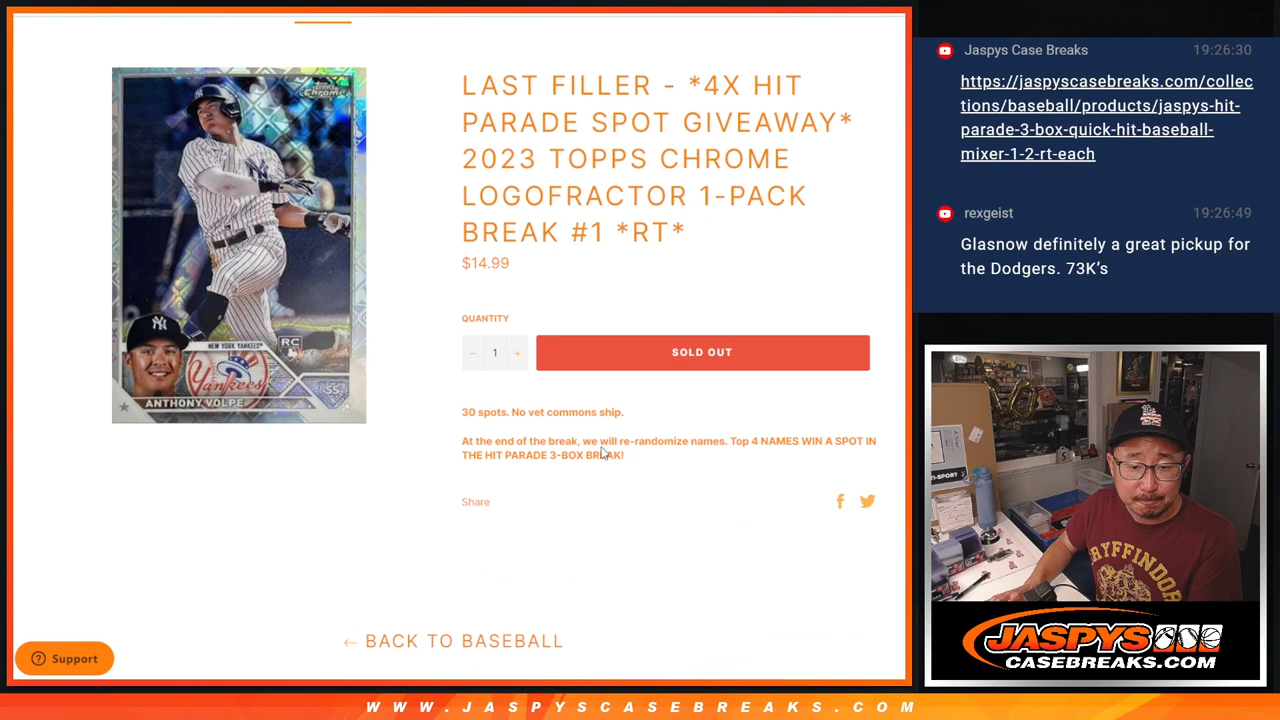 LAST FILLER - *4X HIT
PARADE SPOT GIVEAWAY*
2023 TOPPS CHROME
LOGOFRACTOR 1-PACK
BREAK #1 *RT*
$14.99
QUANTITY
− 1 +
SOLD OUT
30 spots. No vet commons ship.
At the end of the break, we will re-randomize names. Top 4 NAMES WIN A SPOT IN
THE HIT PARADE 3-BOX BREAK!
Share
← BACK TO BASEBALL
Support
Topps
Chrome
NEW YORK YANKEES
RC
Yankees
SS
ANTHONY VOLPE
Jaspys Case Breaks 19:26:30
https://jaspyscasebreaks.com/collec
tions/baseball/products/jaspys-hit-
parade-3-box-quick-hit-baseball-
mixer-1-2-rt-each
rexgeist 19:26:49
Glasnow definitely a great pickup for
the Dodgers. 73K’s
GRYFFINDOR
JASPYS
CASEBREAKS.COM
WWW.JASPYSCASEBREAKS.COM